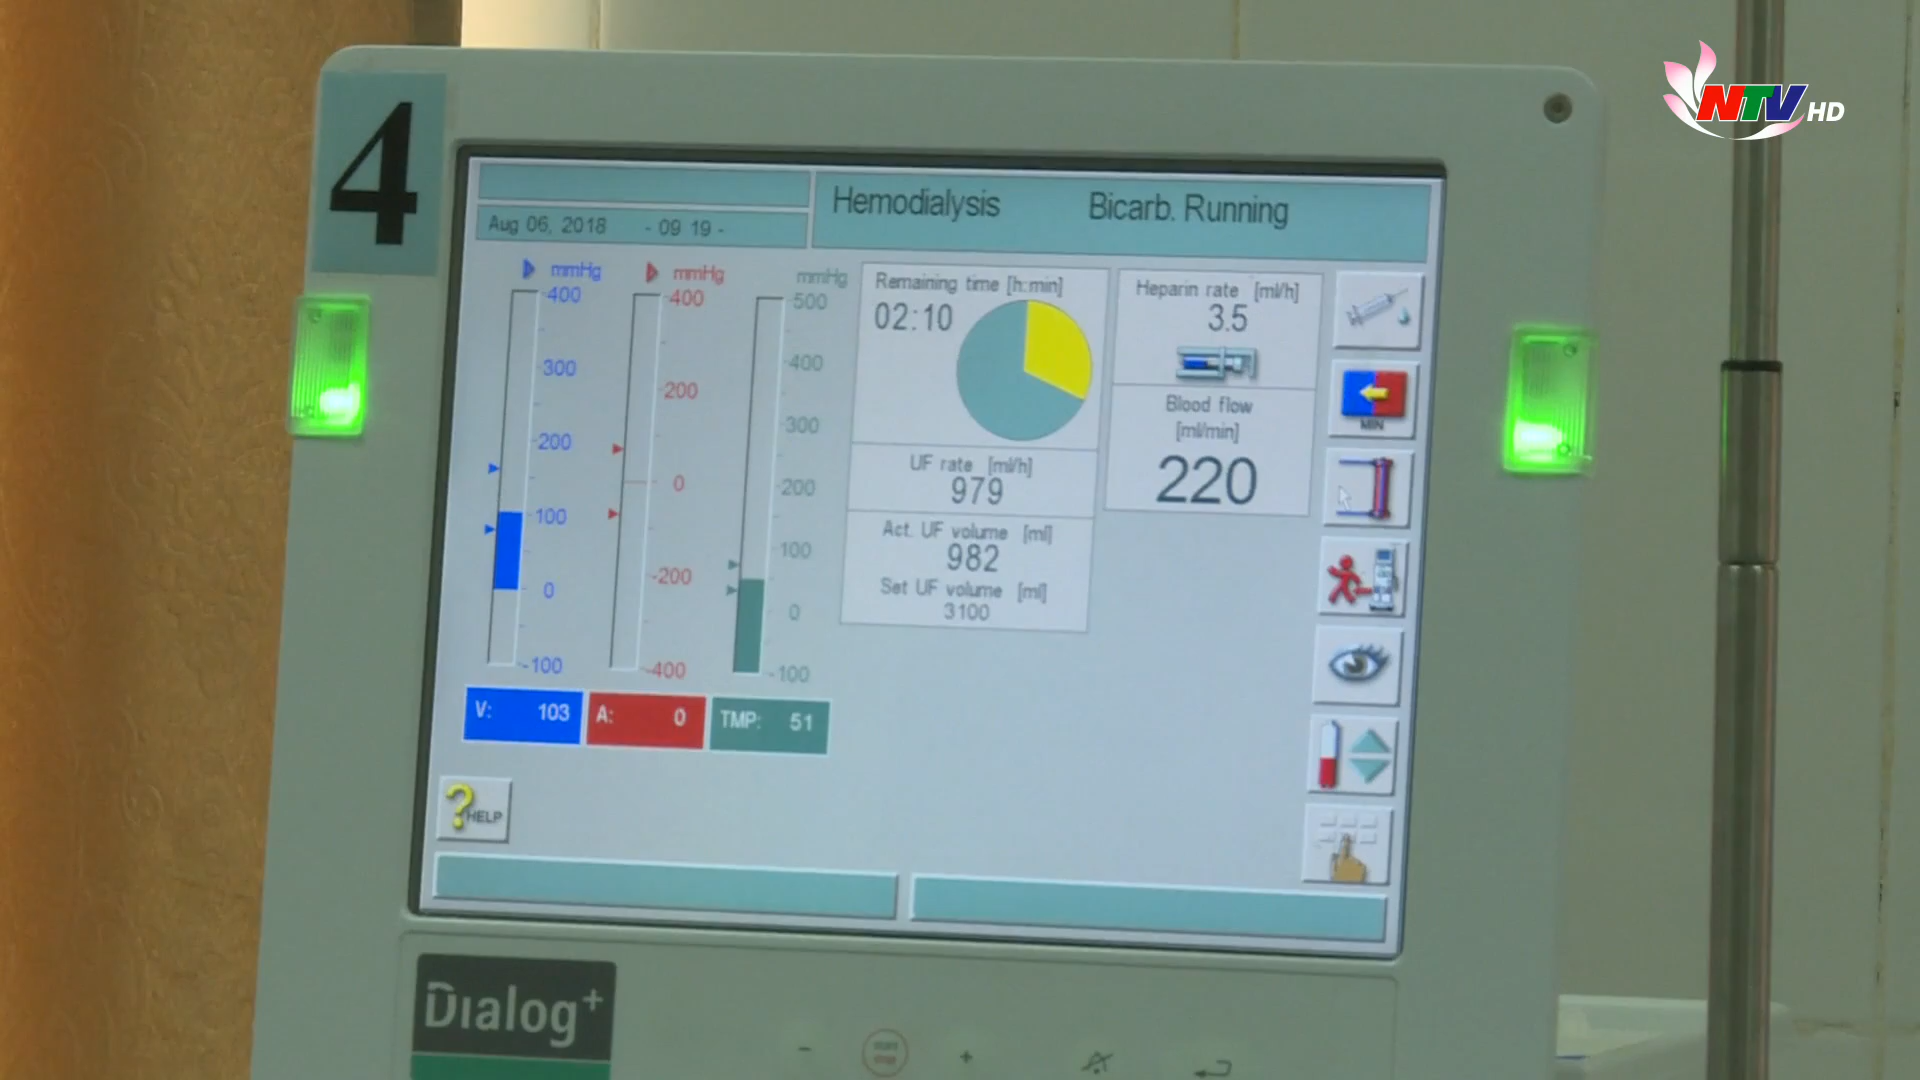 NTV HD
4
Hemodialysis Bicarb. Running
Aug 06, 2018 - 09 19 -
mmHg mmHg mmHg
400 400 500
300 200 400
200 0 300
100 -200 200
0 -400 100
-100 0
-100
V: 103 A: 0 TMP: 51
Remaining time [h:min]
02:10
UF rate [ml/h]
979
Act. UF volume [ml]
982
Set UF volume [ml]
3100
Heparin rate [ml/h]
3.5
Blood flow
[ml/min]
220
MIN
? HELP
Dialog+